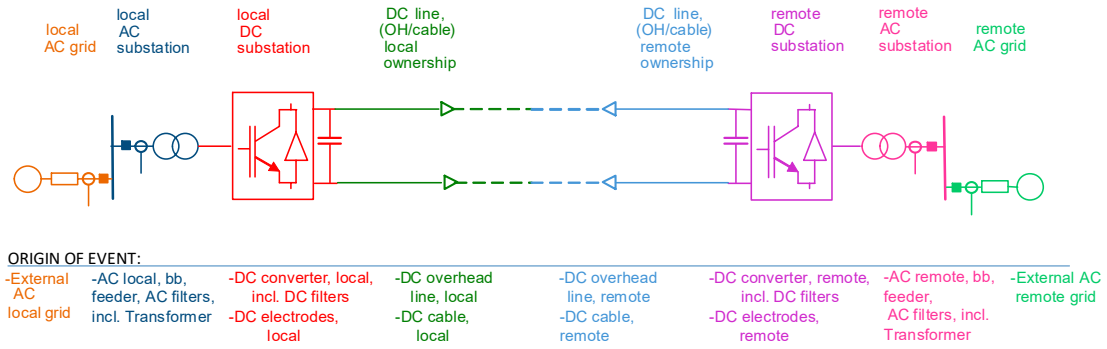 local
AC grid
local
AC
substation
local
DC
substation
DC line,
(OH/cable)
local
ownership
DC line,
(OH/cable)
remote
ownership
remote
DC
substation
remote
AC
substation
remote
AC grid
ORIGIN OF EVENT:
-External
AC
local grid
-AC local, bb,
feeder, AC filters,
incl. Transformer
-DC converter, local,
incl. DC filters
-DC electrodes,
local
-DC overhead
line, local
-DC cable,
local
-DC overhead
line, remote
-DC cable,
remote
-DC converter, remote,
incl. DC filters
-DC electrodes,
remote
-AC remote, bb,
feeder,
AC filters, incl.
Transformer
-External AC
remote grid